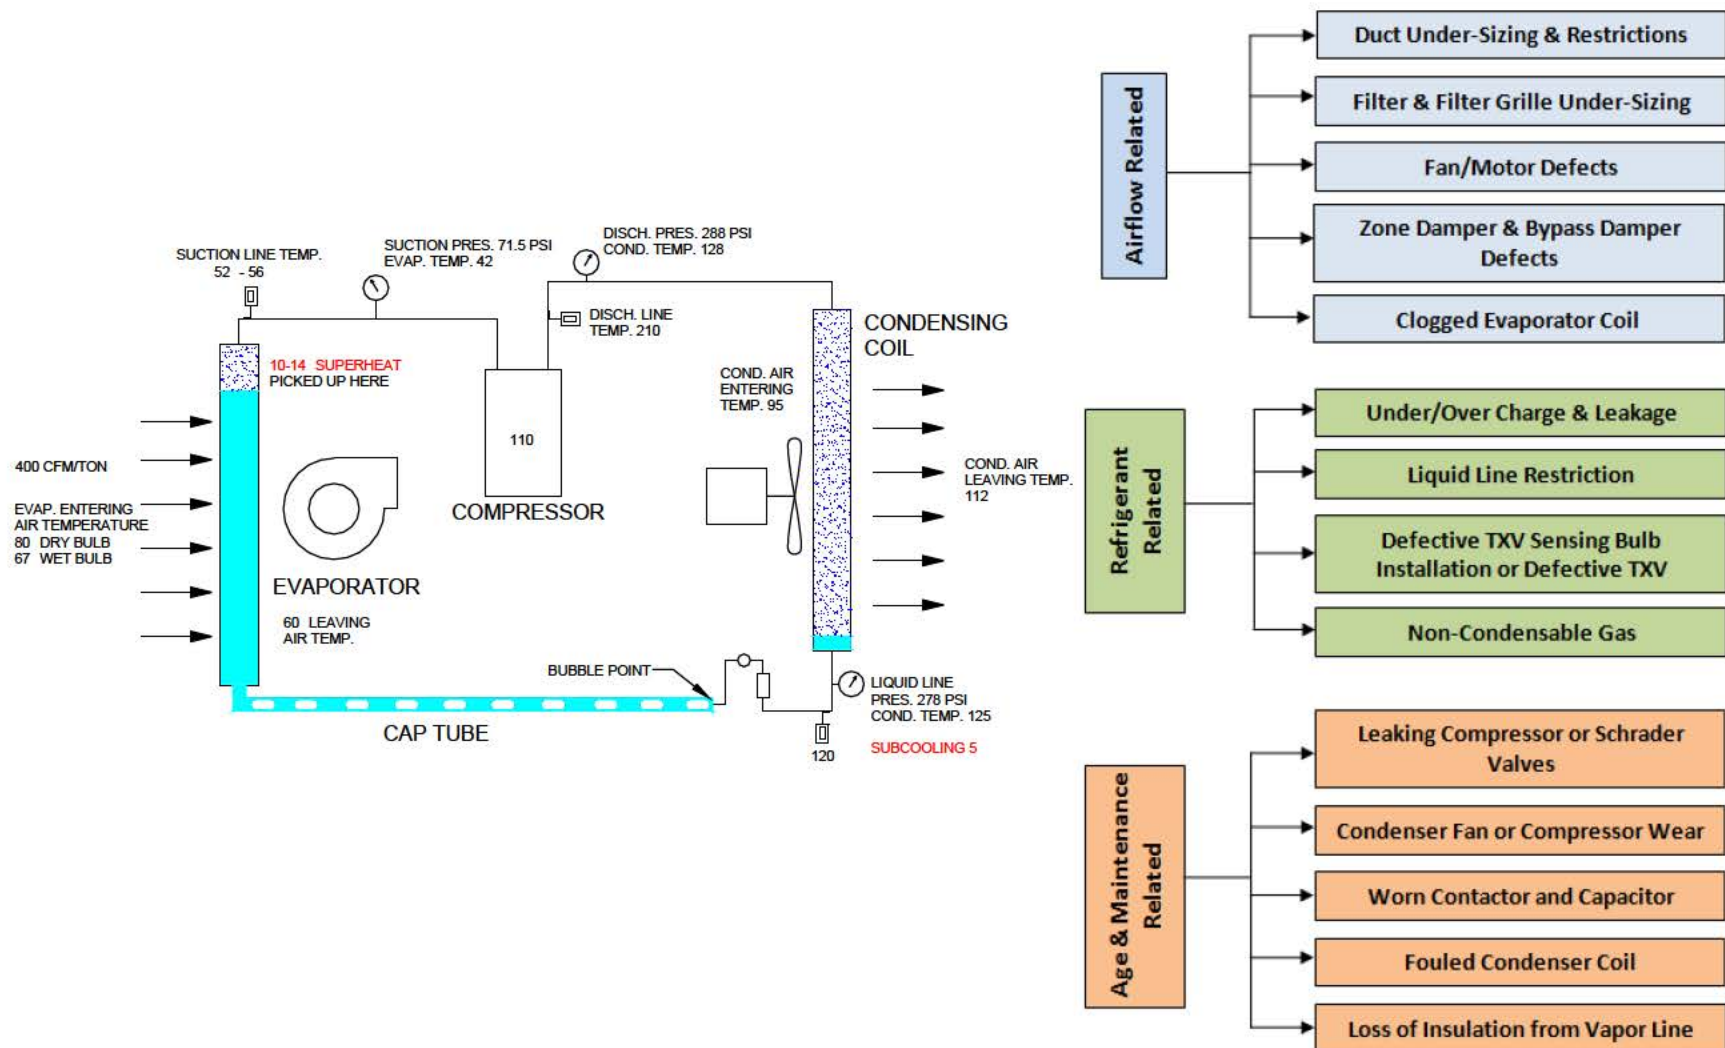 SUCTION LINE TEMP.
52 - 56
SUCTION PRES. 71.5 PSI
EVAP. TEMP. 42
DISCH. PRES. 288 PSI
COND. TEMP. 128
DISCH. LINE
TEMP. 210
10-14 SUPERHEAT
PICKED UP HERE
110
COMPRESSOR
CONDENSING
COIL
COND. AIR
ENTERING
TEMP. 95
COND. AIR
LEAVING TEMP.
112
400 CFM/TON
EVAP. ENTERING
AIR TEMPERATURE
80 DRY BULB
67 WET BULB
EVAPORATOR
60 LEAVING
AIR TEMP.
BUBBLE POINT
CAP TUBE
LIQUID LINE
PRES. 278 PSI
COND. TEMP. 125
SUBCOOLING 5
120
Airflow Related
Duct Under-Sizing & Restrictions
Filter & Filter Grille Under-Sizing
Fan/Motor Defects
Zone Damper & Bypass Damper
Defects
Clogged Evaporator Coil
Refrigerant
Related
Under/Over Charge & Leakage
Liquid Line Restriction
Defective TXV Sensing Bulb
Installation or Defective TXV
Non-Condensable Gas
Age & Maintenance
Related
Leaking Compressor or Schrader
Valves
Condenser Fan or Compressor Wear
Worn Contactor and Capacitor
Fouled Condenser Coil
Loss of Insulation from Vapor Line